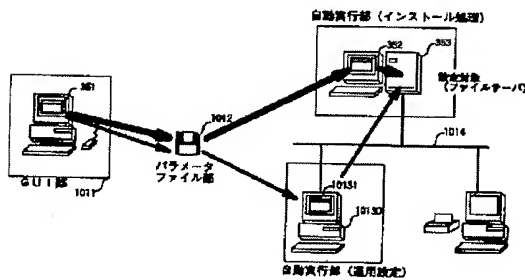 自動実行部（インストール処理）
352
353
351
設定対象
（ファイルサーバ）
1012
1014
パラメータ
ファイル部
GUI部
1011
10131
10130
自動実行部（運用設定）